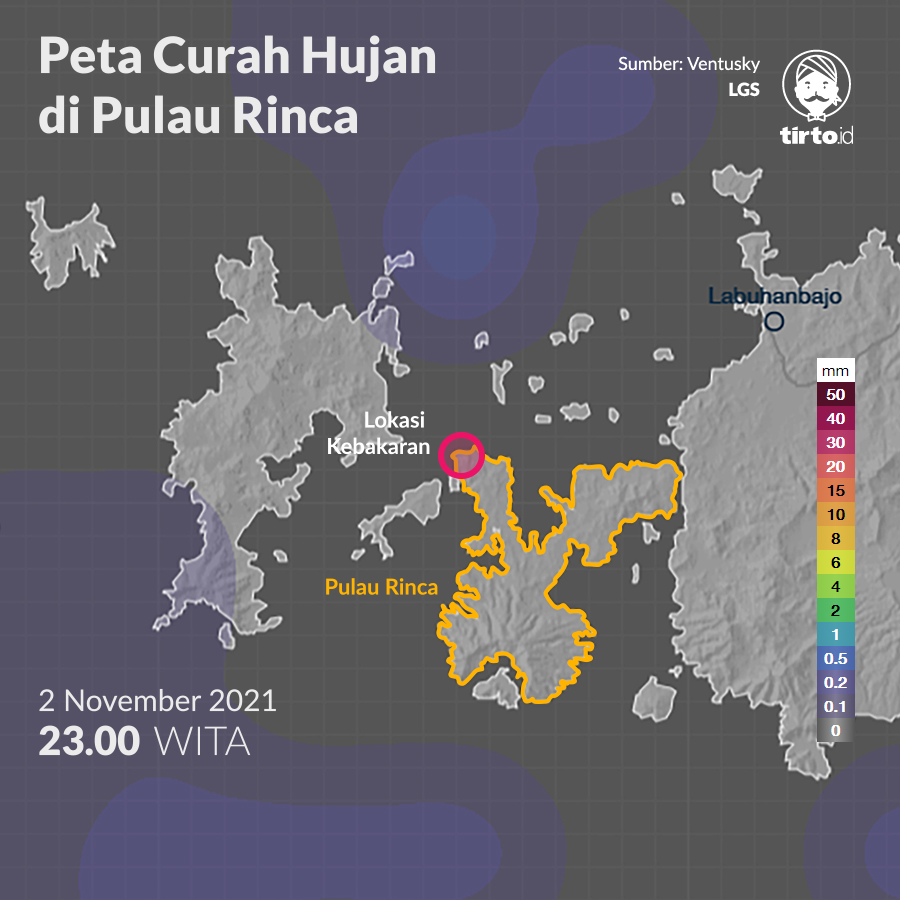 Peta Curah Hujan
di Pulau Rinca
Sumber: Ventusky
LGS
tirto.id
Labuhanbajo
Lokasi
Kebakaran
Pulau Rinca
2 November 2021
23.00 WITA
mm
50
40
30
20
15
10
8
6
4
2
1
0.5
0.2
0.1
0